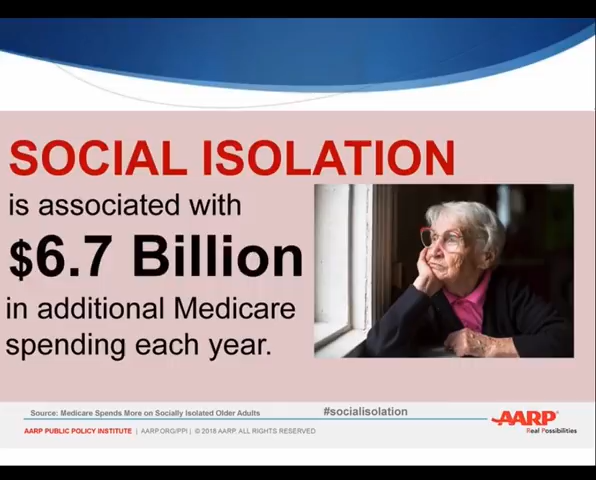 SOCIAL ISOLATION
is associated with
$6.7 Billion
in additional Medicare
spending each year.
Source: Medicare Spends More on Socially Isolated Older Adults
#socialisolation
AARP PUBLIC POLICY INSTITUTE | AARP.ORG/PPI | © 2018 AARP. ALL RIGHTS RESERVED
AARP
Real Possibilities